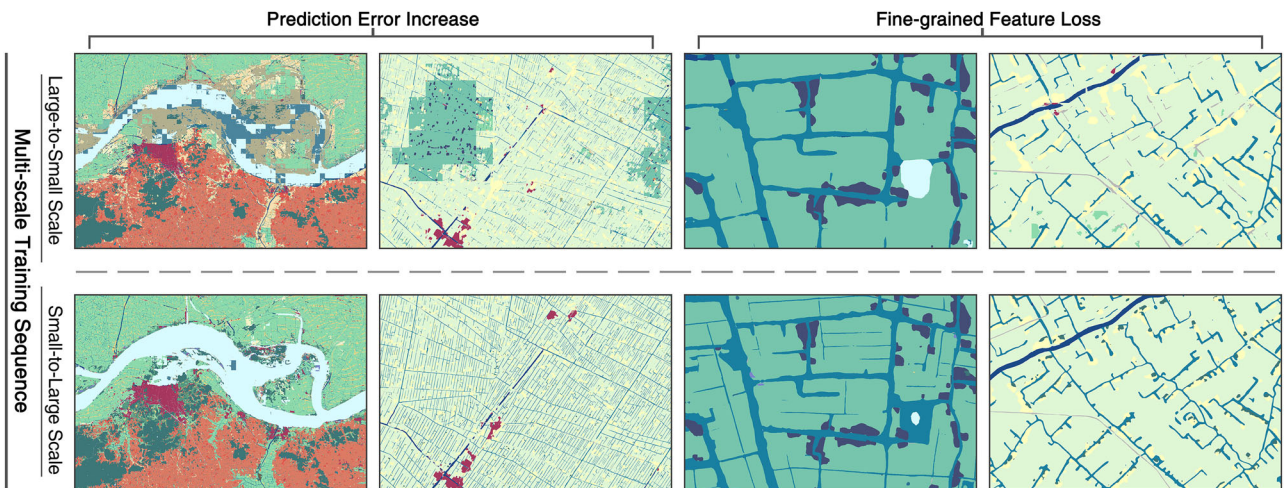 Prediction Error Increase
Fine-grained Feature Loss
Multi-scale Training Sequence
Large-to-Small Scale
Small-to-Large Scale